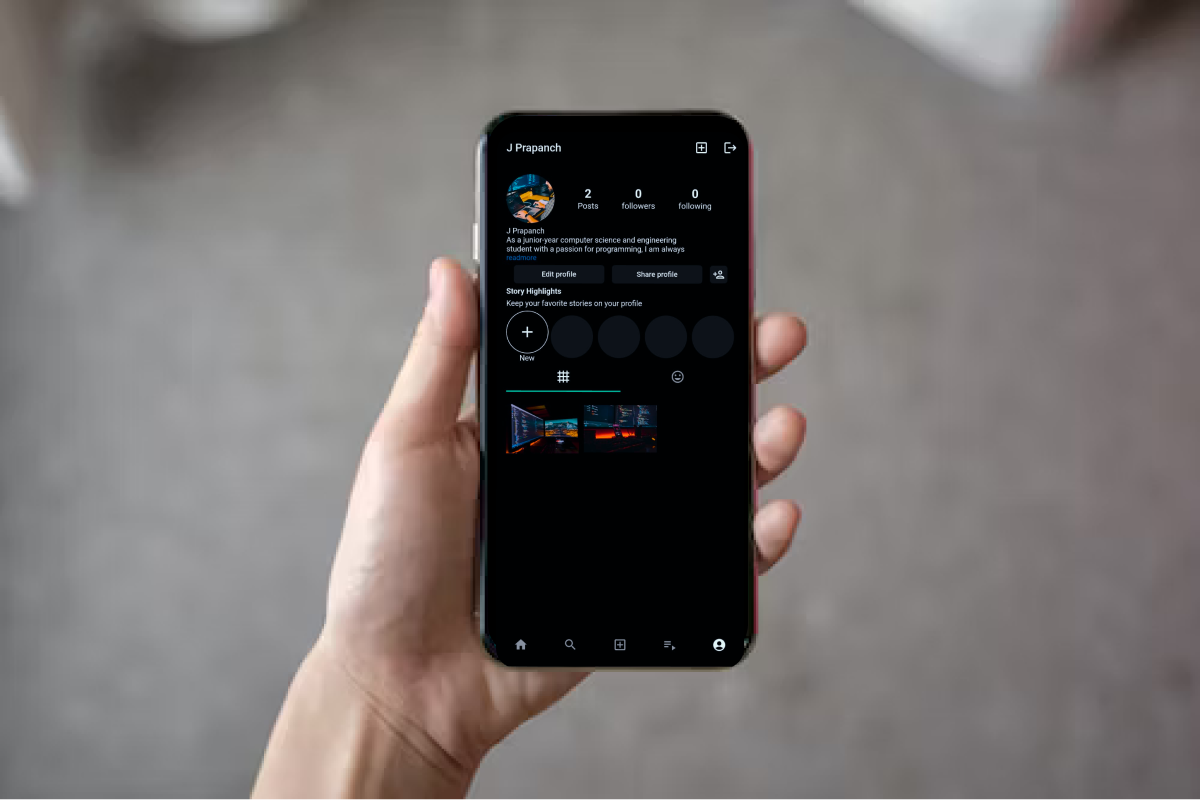 J Prapanch
2 0 0
Posts followers following
J Prapanch
As a junior-year computer science and engineering
student with a passion for programming, I am always
readmore
Edit profile Share profile
Story Highlights
Keep your favorite stories on your profile
New